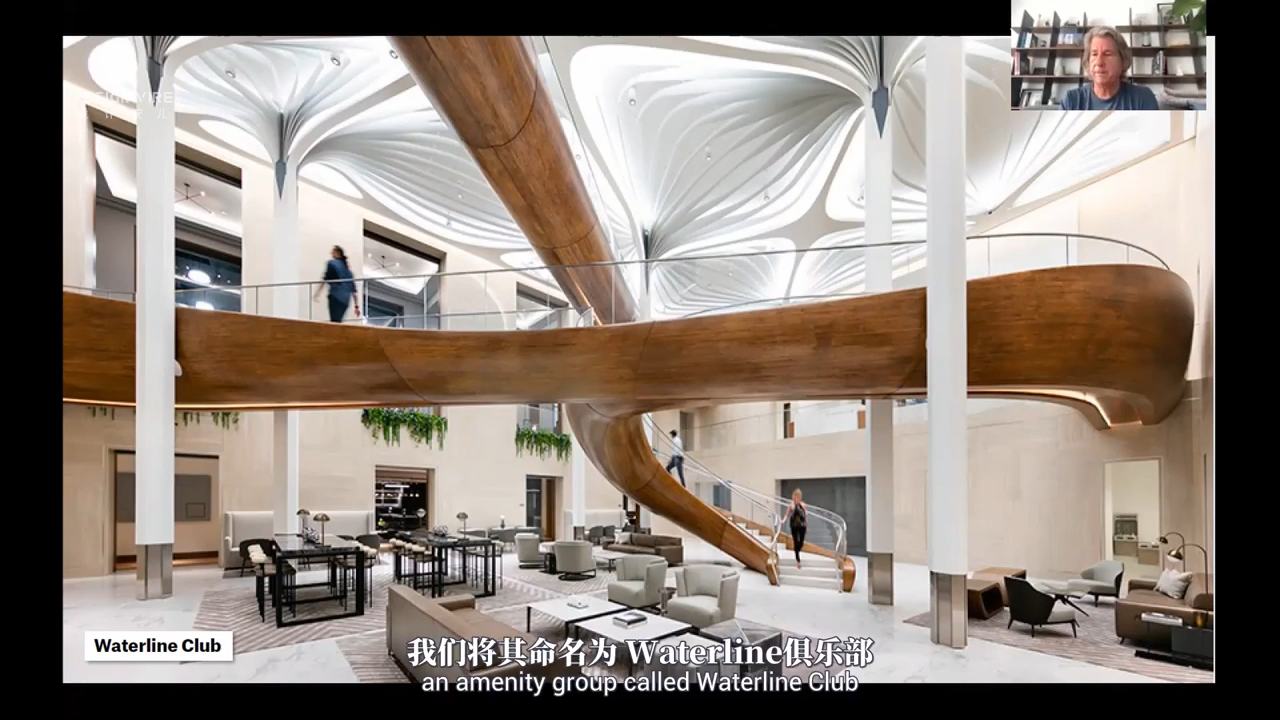 Waterline Club
我们将其命名为 Waterline俱乐部
an amenity group called Waterline Club